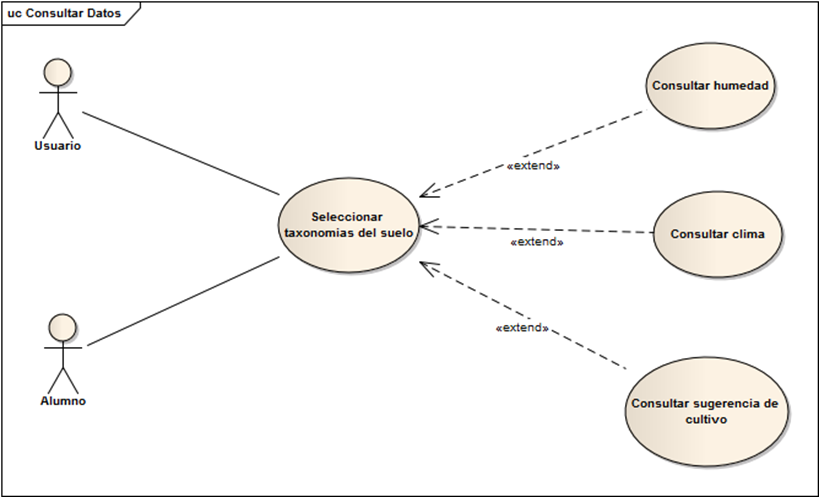 uc Consultar Datos
Usuario
Alumno
Seleccionar
taxonomias del suelo
«extend»
«extend»
«extend»
Consultar humedad
Consultar clima
Consultar sugerencia de
cultivo